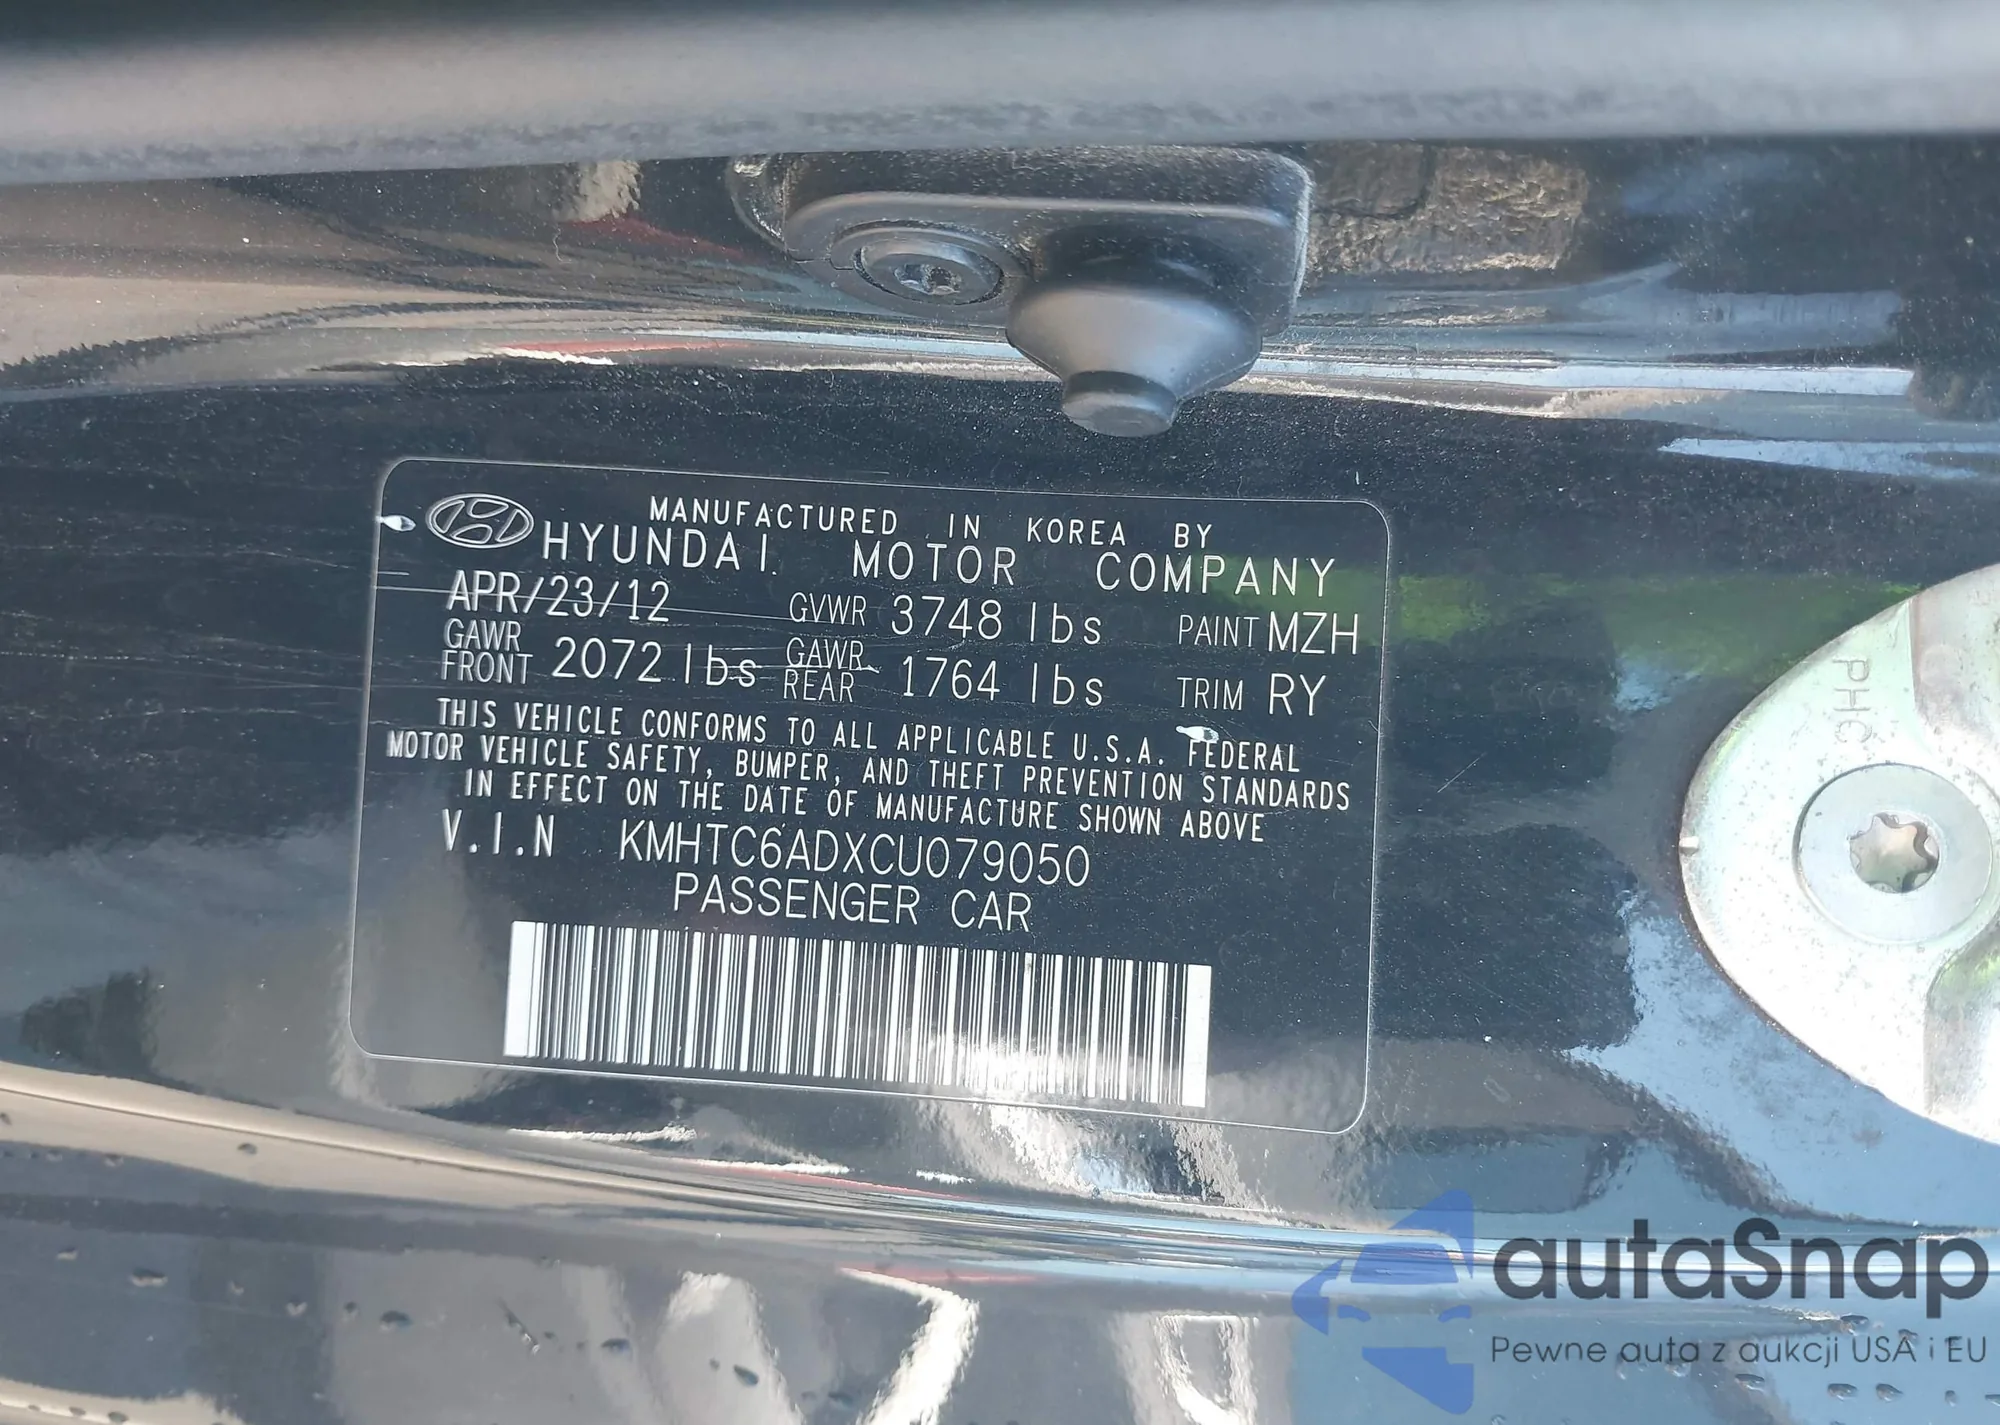 MANUFACTURED IN KOREA BY
HYUNDAI MOTOR COMPANY
APR/23/12 GVWR 3748 lbs PAINT MZH
GAWR FRONT 2072 lbs GAWR REAR 1764 lbs TRIM RY
THIS VEHICLE CONFORMS TO ALL APPLICABLE U.S.A. FEDERAL
MOTOR VEHICLE SAFETY, BUMPER, AND THEFT PREVENTION STANDARDS
IN EFFECT ON THE DATE OF MANUFACTURE SHOWN ABOVE
V.I.N KMHTC6ADXCU079050
PASSENGER CAR
PHC
autaSnap
Pewne auta z aukcji USA i EU